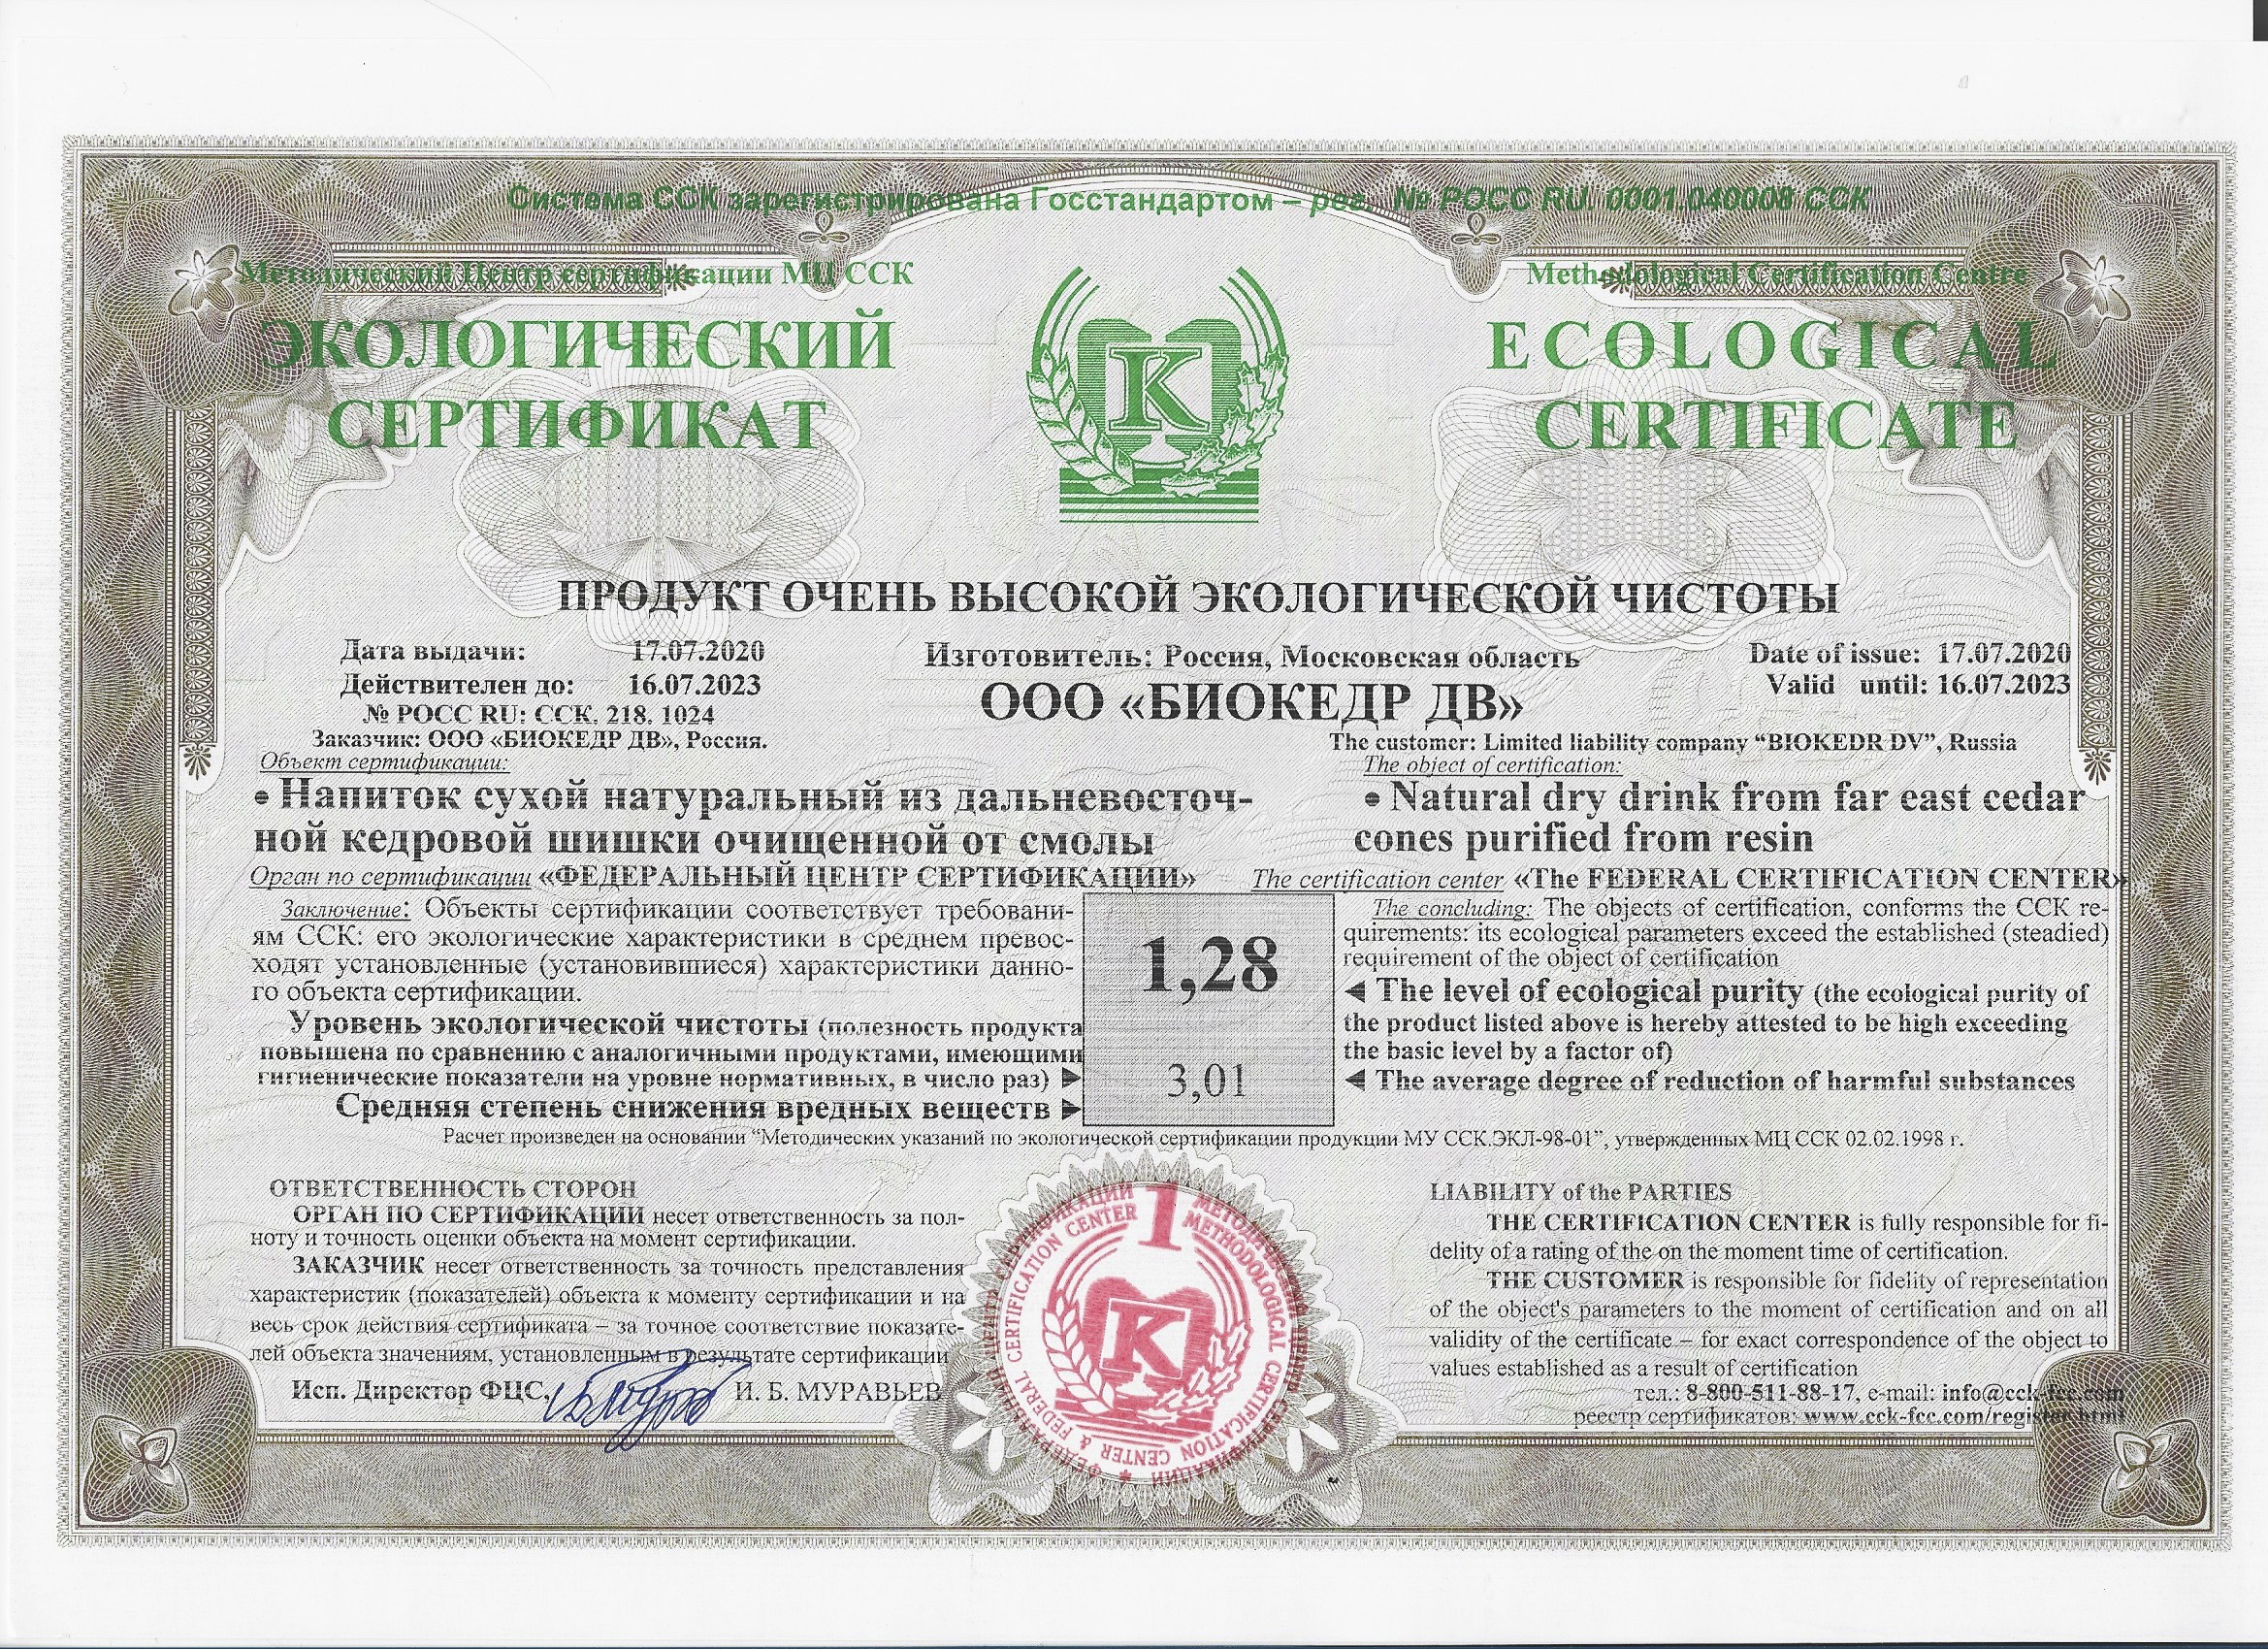 Система ССК зарегистрирована Госстандартом – рег. № РОСС RU. 0001.040008 ССК
Методический Центр сертификации МЦ ССК
ЭКОЛОГИЧЕСКИЙ
СЕРТИФИКАТ
Methodological Certification Centre
ECOLOGICAL
CERTIFICATE
K
ПРОДУКТ ОЧЕНЬ ВЫСОКОЙ ЭКОЛОГИЧЕСКОЙ ЧИСТОТЫ
Дата выдачи: 17.07.2020
Действителен до: 16.07.2023
№ РОСС RU: ССК. 218. 1024
Заказчик: ООО «БИОКЕДР ДВ», Россия.
Изготовитель: Россия, Московская область
ООО «БИОКЕДР ДВ»
Date of issue: 17.07.2020
Valid until: 16.07.2023
The customer: Limited liability company “BIOKEDR DV”, Russia
Объект сертификации:
• Напиток сухой натуральный из дальневосточ-
ной кедровой шишки очищенной от смолы
The object of certification:
• Natural dry drink from far east cedar
cones purified from resin
Орган по сертификации «ФЕДЕРАЛЬНЫЙ ЦЕНТР СЕРТИФИКАЦИИ»
The certification center «The FEDERAL CERTIFICATION CENTER»
Заключение: Объекты сертификации соответствует требовани-
ям ССК: его экологические характеристики в среднем превос-
ходят установленные (установившиеся) характеристики данно-
го объекта сертификации.
Уровень экологической чистоты (полезность продукта
повышена по сравнению с аналогичными продуктами, имеющими
гигиенические показатели на уровне нормативных, в число раз) ►
Средняя степень снижения вредных веществ ►
1,28
3,01
The concluding: The objects of certification, conforms the CCK re-
quirements: its ecological parameters exceed the established (steadied)
requirement of the object of certification
◄ The level of ecological purity (the ecological purity of
the product listed above is hereby attested to be high exceeding
the basic level by a factor of)
◄ The average degree of reduction of harmful substances
Расчет произведен на основании “Методических указаний по экологической сертификации продукции МУ ССК.ЭКЛ-98-01”, утвержденных МЦ ССК 02.02.1998 г.
ОТВЕТСТВЕННОСТЬ СТОРОН
ОРГАН ПО СЕРТИФИКАЦИИ несет ответственность за пол-
ноту и точность оценки объекта на момент сертификации.
ЗАКАЗЧИК несет ответственность за точность представления
характеристик (показателей) объекта к моменту сертификации и на
весь срок действия сертификата – за точное соответствие показате-
лей объекта значениям, установленным в результате сертификации
Исп. Директор ФЦС, И. Б. МУРАВЬЕВ
1
K
FEDERAL CERTIFICATION CENTER
METHODOLOGICAL CERTIFICATION CENTER &
LIABILITY of the PARTIES
THE CERTIFICATION CENTER is fully responsible for fi-
delity of a rating of the on the moment time of certification.
THE CUSTOMER is responsible for fidelity of representation
of the object's parameters to the moment of certification and on all
validity of the certificate – for exact correspondence of the object to
values established as a result of certification
тел.: 8-800-511-88-17, e-mail: info@cck-fcc.com
реестр сертификатов: www.cck-fcc.com/register.html